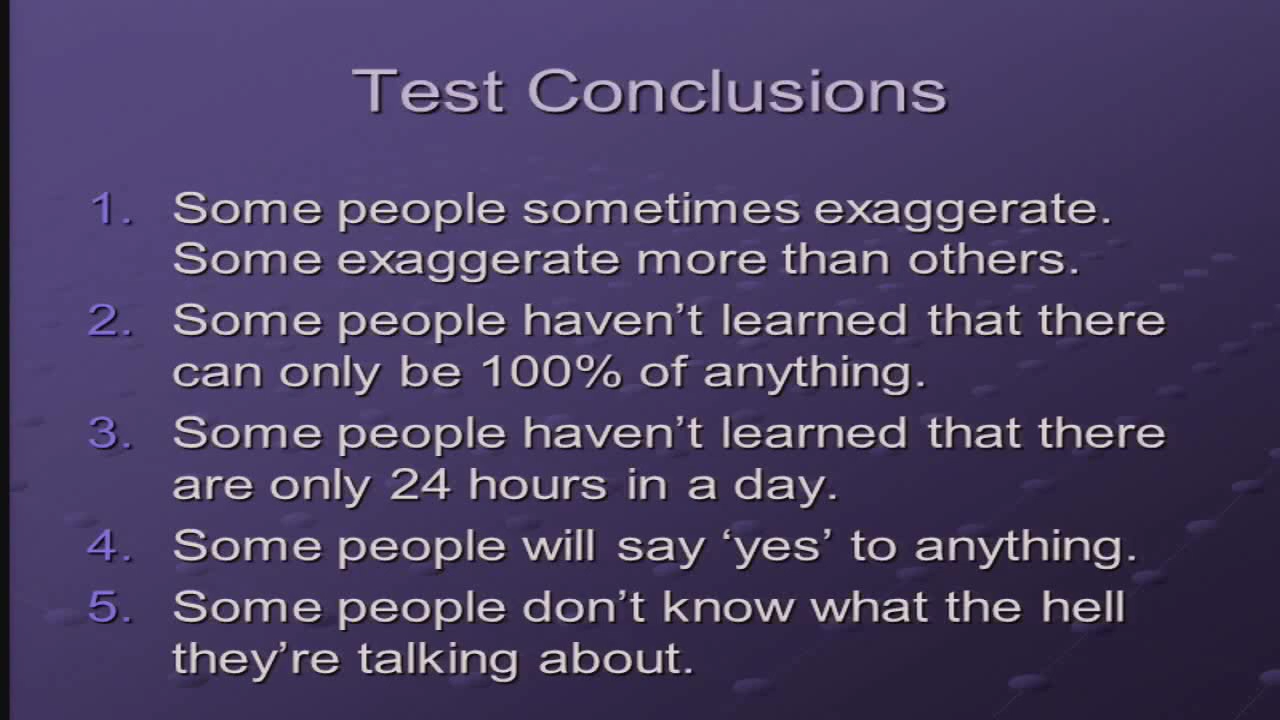 Test Conclusions
1. Some people sometimes exaggerate.
Some exaggerate more than others.
2. Some people haven’t learned that there
can only be 100% of anything.
3. Some people haven’t learned that there
are only 24 hours in a day.
4. Some people will say ‘yes’ to anything.
5. Some people don’t know what the hell
they’re talking about.